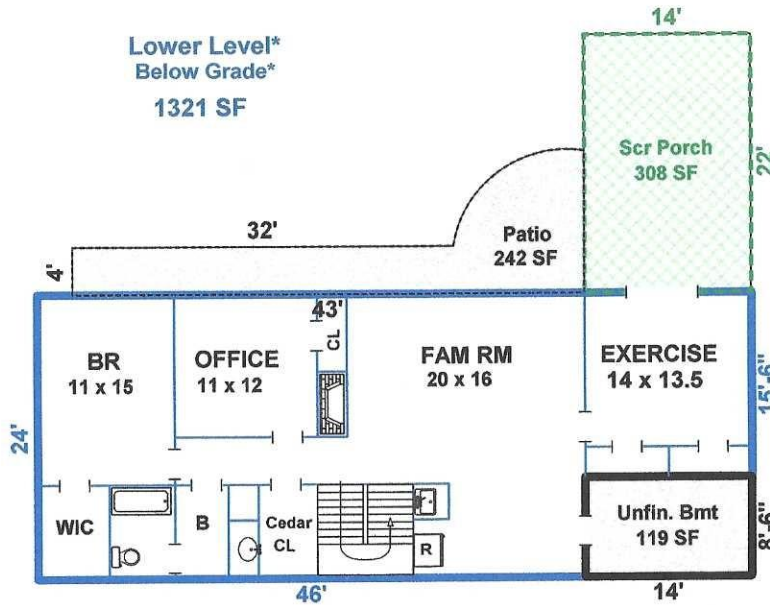 Lower Level*
Below Grade*
1321 SF
14'
Scr Porch
308 SF
22'
32'
Patio
242 SF
4'
43'
BR
11 x 15
OFFICE
11 x 12
CL
FAM RM
20 x 16
EXERCISE
14 x 13.5
15'-6"
24'
WIC
B
Cedar
CL
R
Unfin. Bmt
119 SF
8'-6"
46'
14'